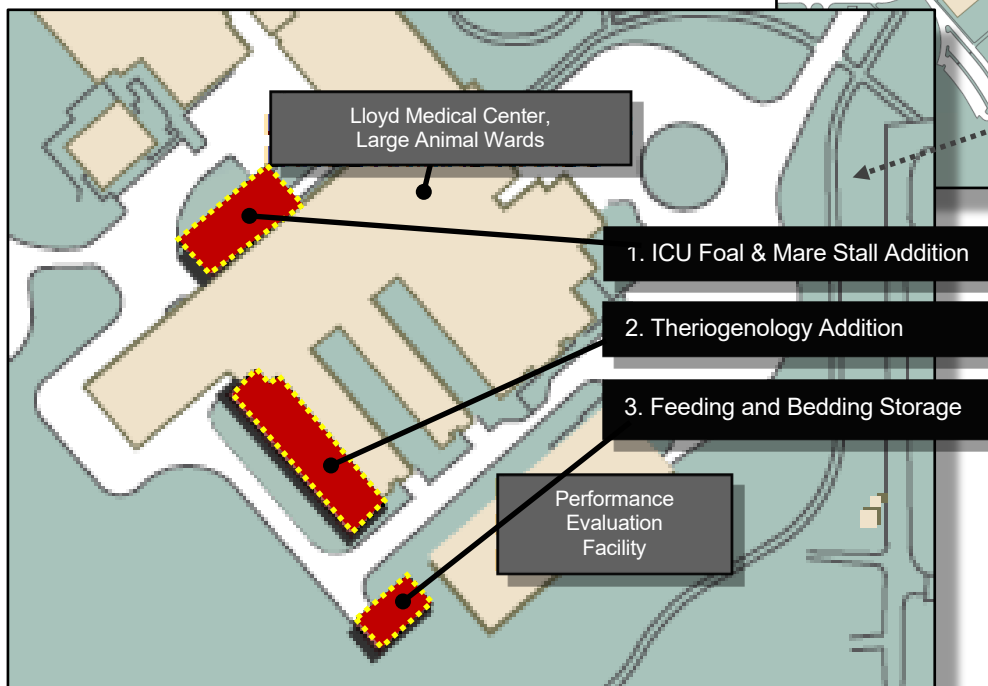 Lloyd Medical Center,
Large Animal Wards
1. ICU Foal & Mare Stall Addition
2. Theriogenology Addition
3. Feeding and Bedding Storage
Performance
Evaluation
Facility